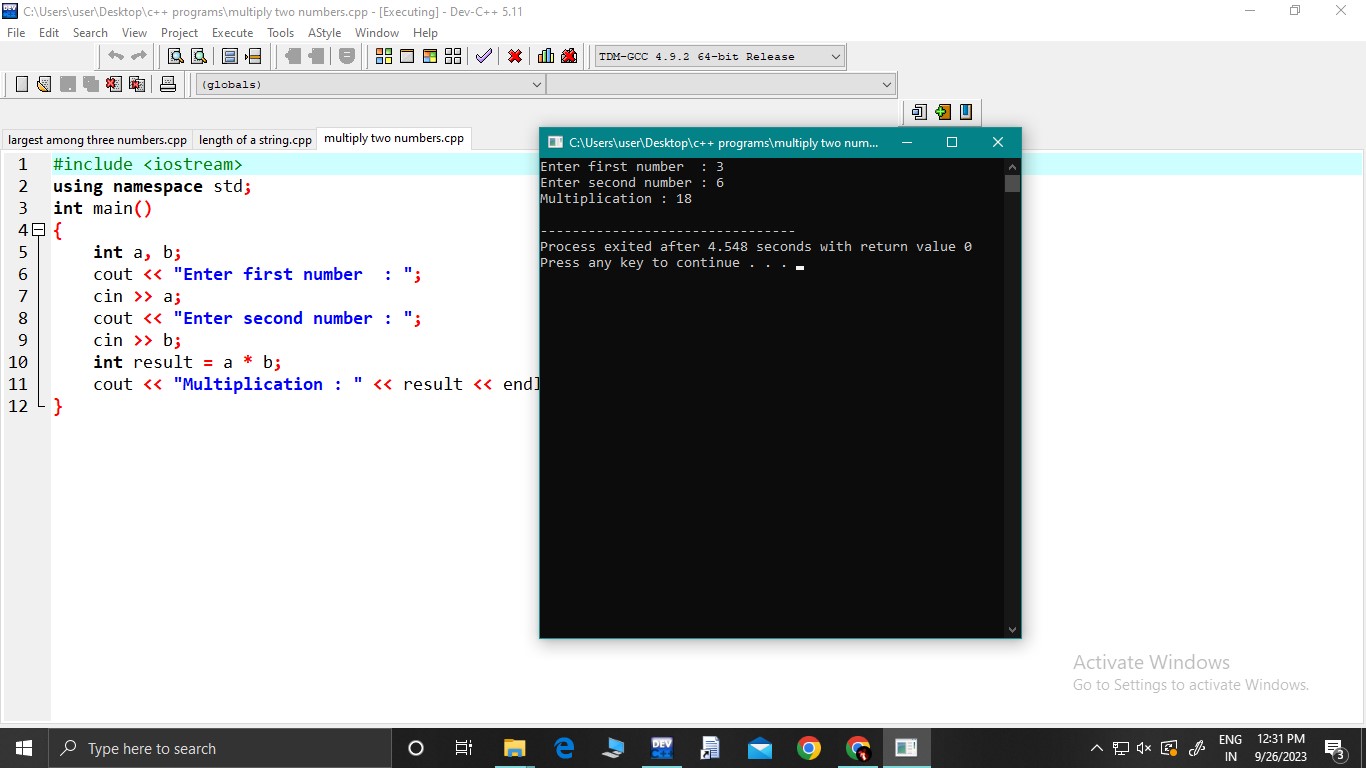 C:\Users\user\Desktop\c++ programs\multiply two numbers.cpp - [Executing] - Dev-C++ 5.11
File Edit Search View Project Execute Tools AStyle Window Help
TDM-GCC 4.9.2 64-bit Release
(globals)
largest among three numbers.cpp length of a string.cpp multiply two numbers.cpp
1 #include <iostream>
2 using namespace std;
3 int main()
4 {
5 int a, b;
6 cout << "Enter first number  : ";
7 cin >> a;
8 cout << "Enter second number : ";
9 cin >> b;
10 int result = a * b;
11 cout << "Multiplication : " << result << endl
12 }
C:\Users\user\Desktop\c++ programs\multiply two num...
Enter first number  : 3
Enter second number : 6
Multiplication : 18
--------------------------------
Process exited after 4.548 seconds with return value 0
Press any key to continue . . .
Activate Windows
Go to Settings to activate Windows.
Type here to search
DEV
ENG
IN
12:31 PM
9/26/2023
3